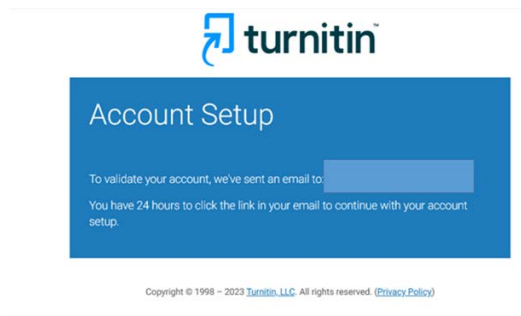 turnitin™
Account Setup
To validate your account, we've sent an email to:
You have 24 hours to click the link in your email to continue with your account
setup.
Copyright © 1998 – 2023 Turnitin, LLC. All rights reserved. (Privacy Policy)